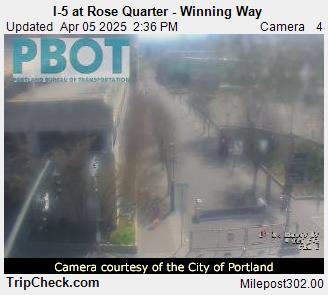 I-5 at Rose Quarter - Winning Way
Updated Apr 05 2025 2:36 PM Camera 4
PBOT
PORTLAND BUREAU OF TRANSPORTATION
Camera courtesy of the City of Portland
TripCheck.com Milepost302.00